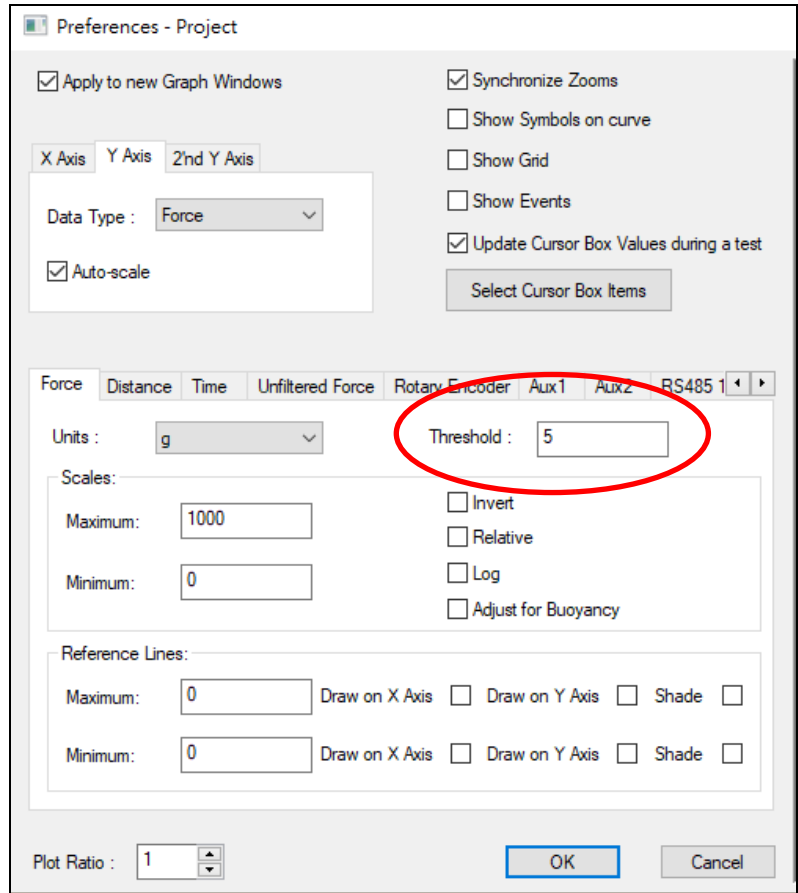 Preferences - Project
Apply to new Graph Windows
Synchronize Zooms
Show Symbols on curve
X Axis Y Axis 2'nd Y Axis
Show Grid
Show Events
Data Type : Force
Update Cursor Box Values during a test
Auto-scale
Select Cursor Box Items
Force Distance Time Unfiltered Force Rotary Encoder Aux1 Aux2 RS485 1
Units : g Threshold : 5
Scales:
Maximum: 1000
Invert
Relative
Minimum: 0
Log
Adjust for Buoyancy
Reference Lines:
Maximum: 0 Draw on X Axis Draw on Y Axis Shade
Minimum: 0 Draw on X Axis Draw on Y Axis Shade
Plot Ratio : 1 OK Cancel